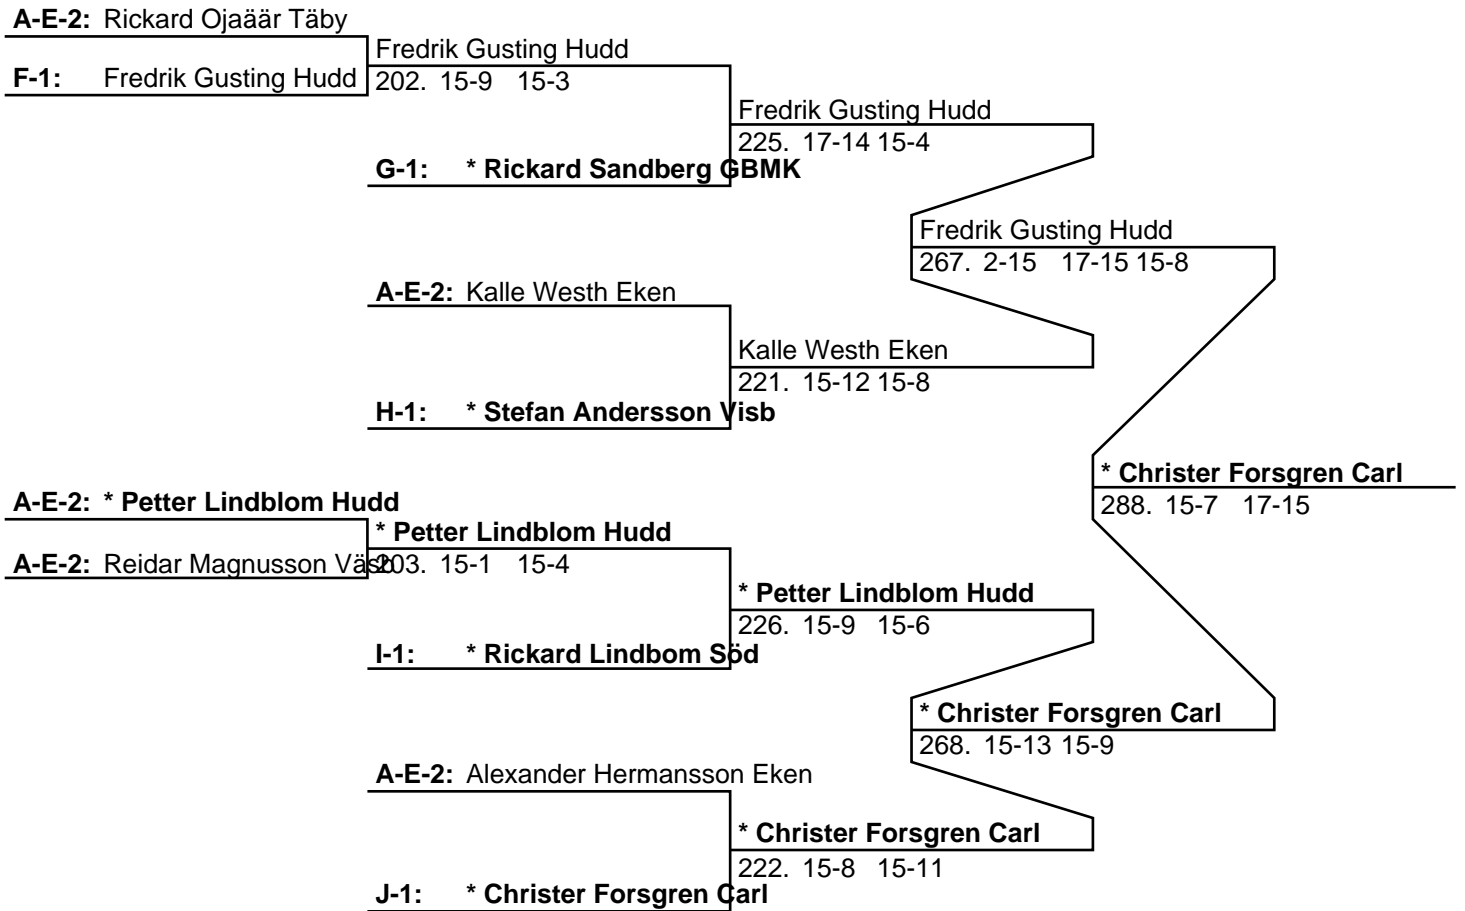 A-E-2: Rickard Ojaäär Täby
Fredrik Gusting Hudd
F-1: Fredrik Gusting Hudd
202. 15-9 15-3
Fredrik Gusting Hudd
225. 17-14 15-4
G-1: * Rickard Sandberg GBMK
Fredrik Gusting Hudd
267. 2-15 17-15 15-8
A-E-2: Kalle Westh Eken
Kalle Westh Eken
221. 15-12 15-8
H-1: * Stefan Andersson Visb
* Christer Forsgren Carl
288. 15-7 17-15
A-E-2: * Petter Lindblom Hudd
* Petter Lindblom Hudd
A-E-2: Reidar Magnusson Väsb
203. 15-1 15-4
* Petter Lindblom Hudd
226. 15-9 15-6
I-1: * Rickard Lindbom Söd
* Christer Forsgren Carl
268. 15-13 15-9
A-E-2: Alexander Hermansson Eken
* Christer Forsgren Carl
222. 15-8 15-11
J-1: * Christer Forsgren Carl